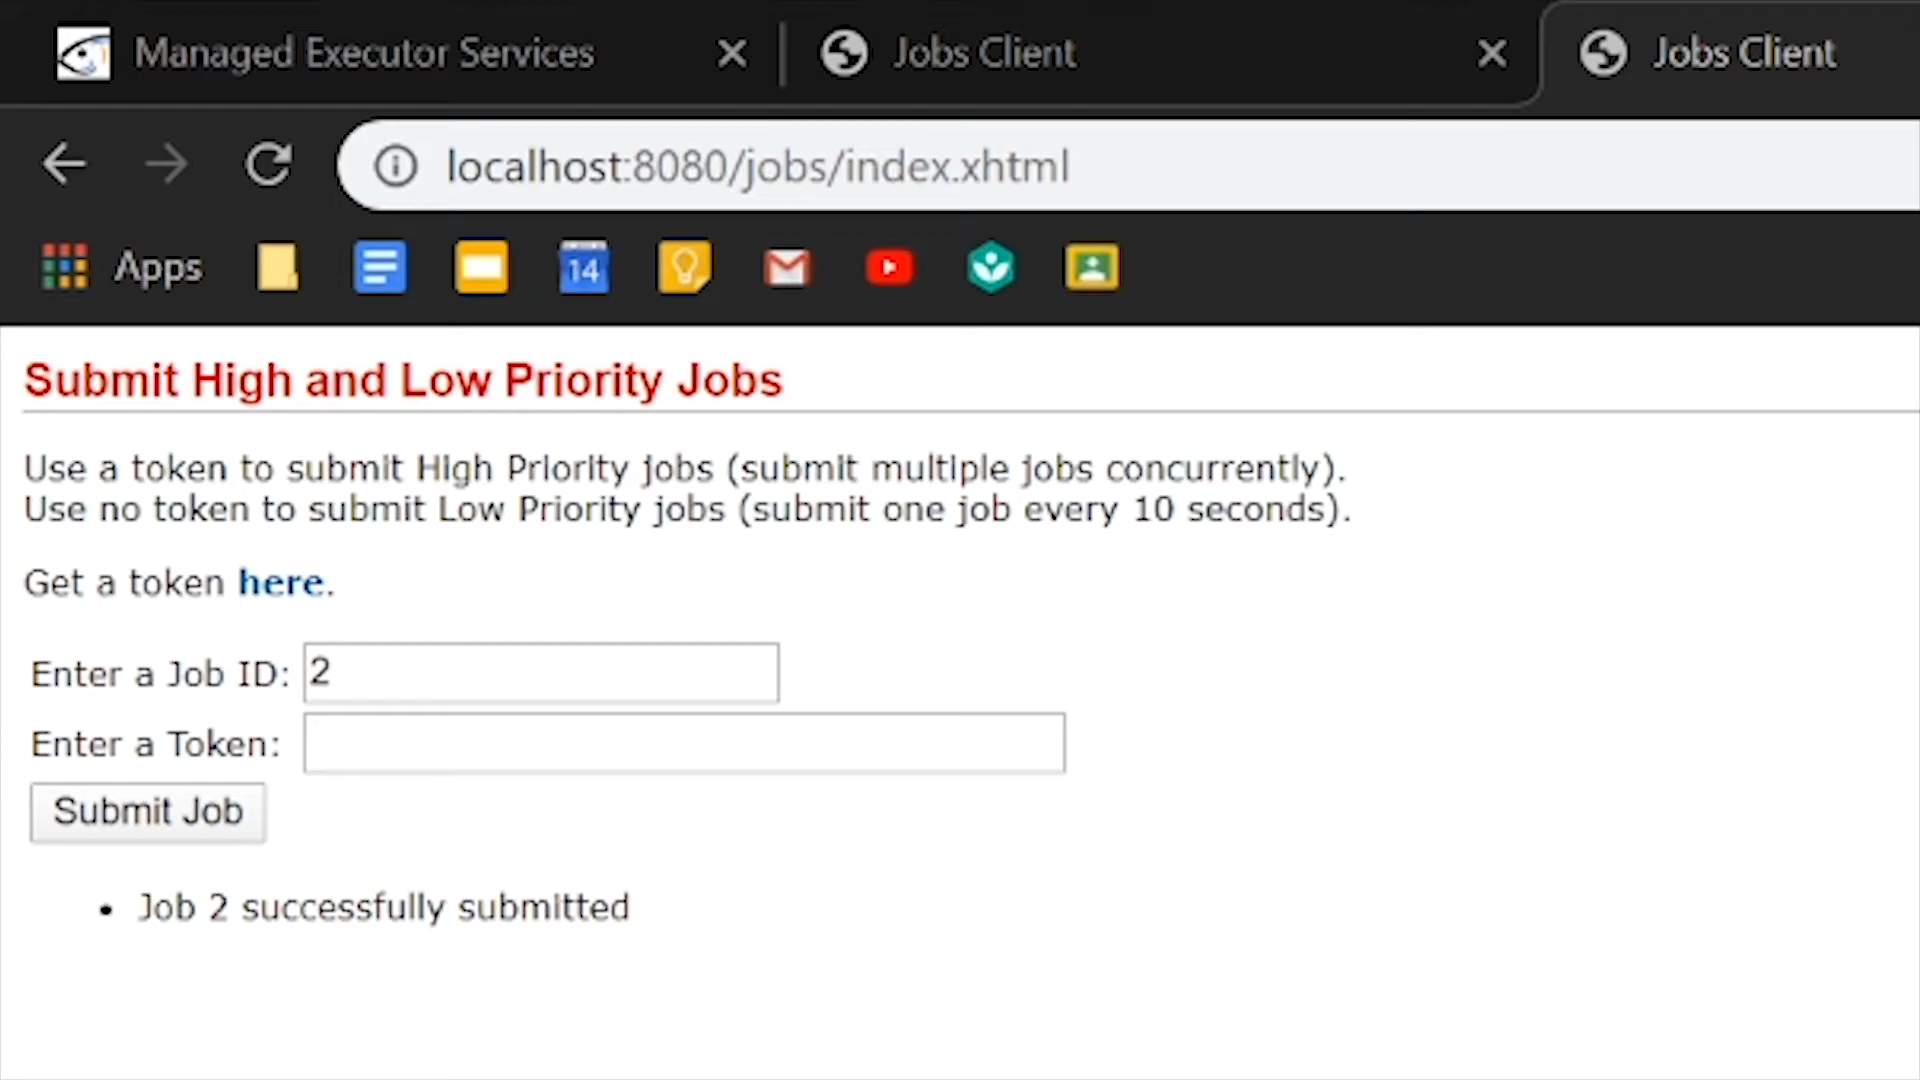 Managed Executor Services
Jobs Client
Jobs Client
localhost:8080/jobs/index.xhtml
Apps
14
Submit High and Low Priority Jobs
Use a token to submit High Priority jobs (submit multiple jobs concurrently).
Use no token to submit Low Priority jobs (submit one job every 10 seconds).
Get a token here.
Enter a Job ID: 2
Enter a Token:
Submit Job
• Job 2 successfully submitted